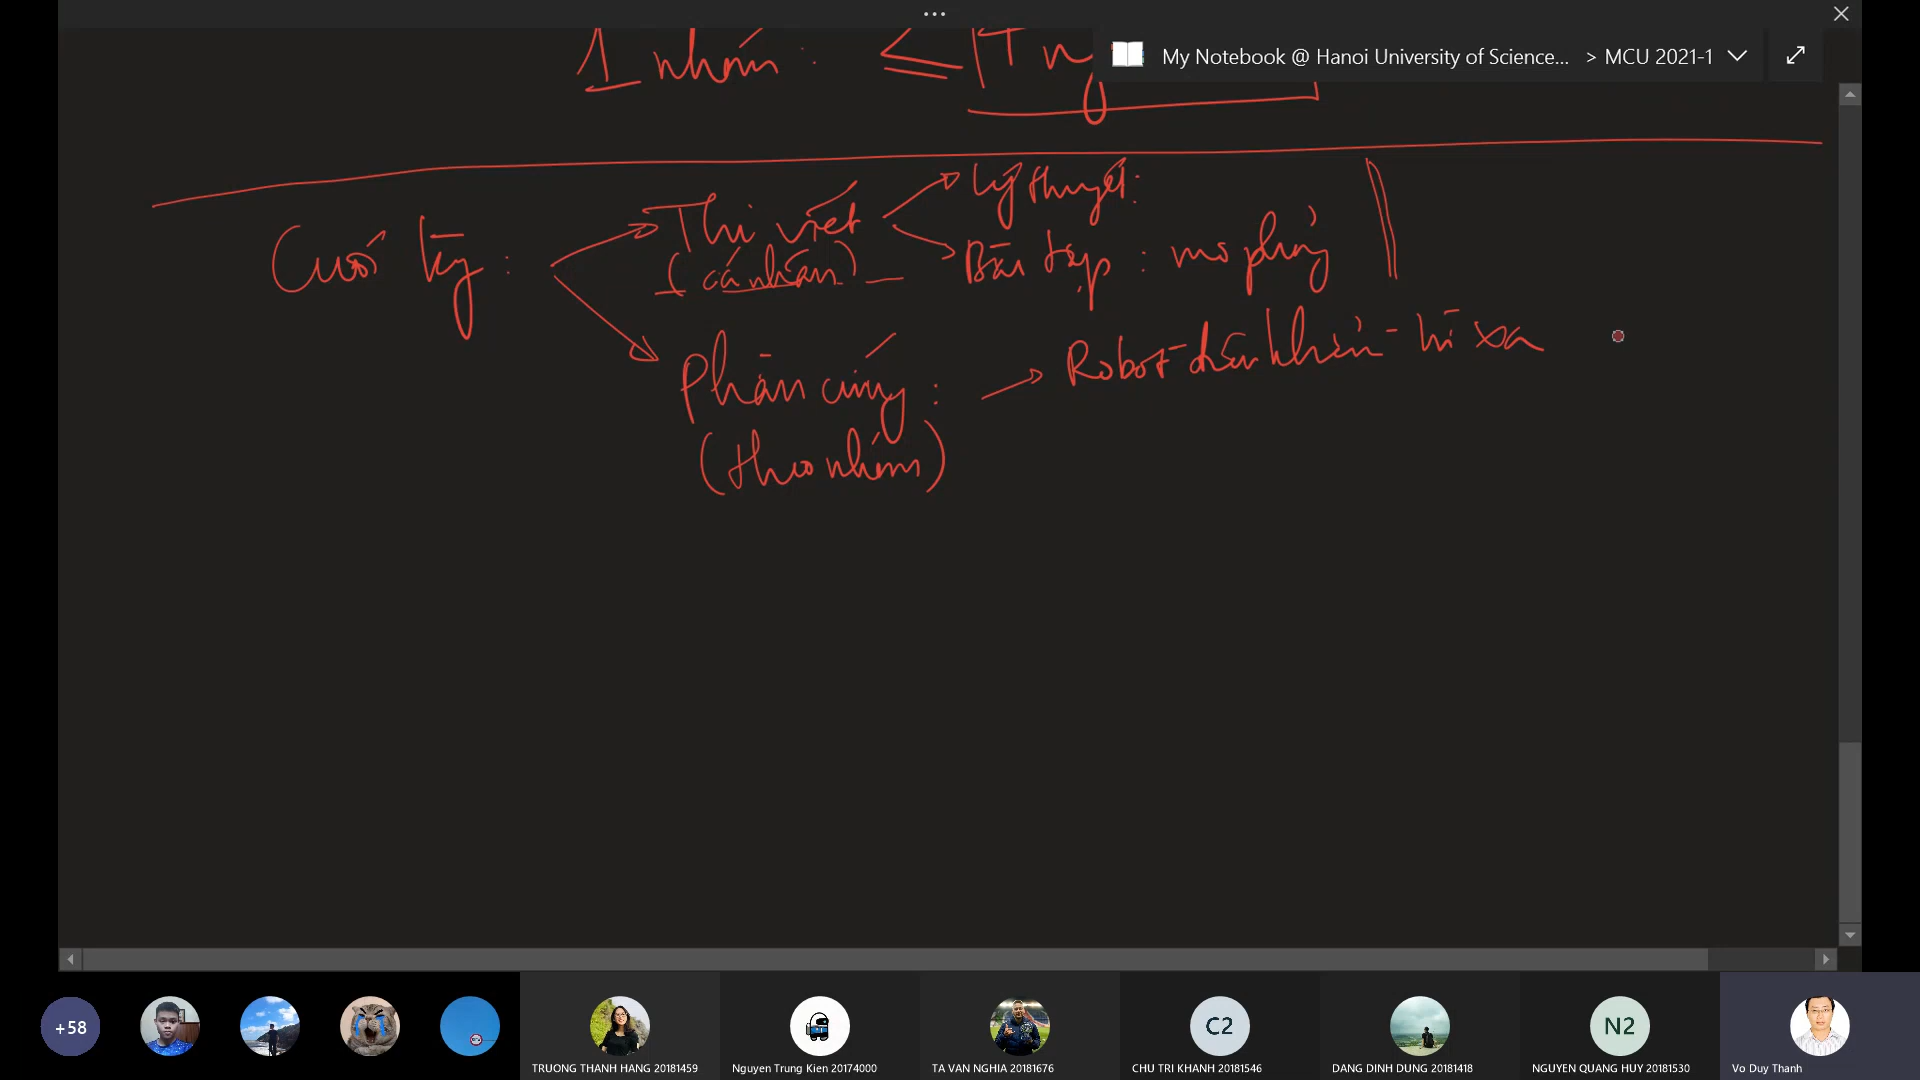 1 nhóm: ≤
My Notebook @ Hanoi University of Science... > MCU 2021-1
Cuối kỳ:
Thi viết
(cá nhân)
Lý thuyết:
Bài tập: mô phỏng
Phần cứng:
(theo nhóm)
Robot điều khiển từ xa
+58
TRUONG THANH HANG 20181459
Nguyen Trung Kien 20174000
TA VAN NGHIA 20181676
C2
CHU TRI KHANH 20181546
DANG DINH DUNG 20181418
N2
NGUYEN QUANG HUY 20181530
Vo Duy Thanh